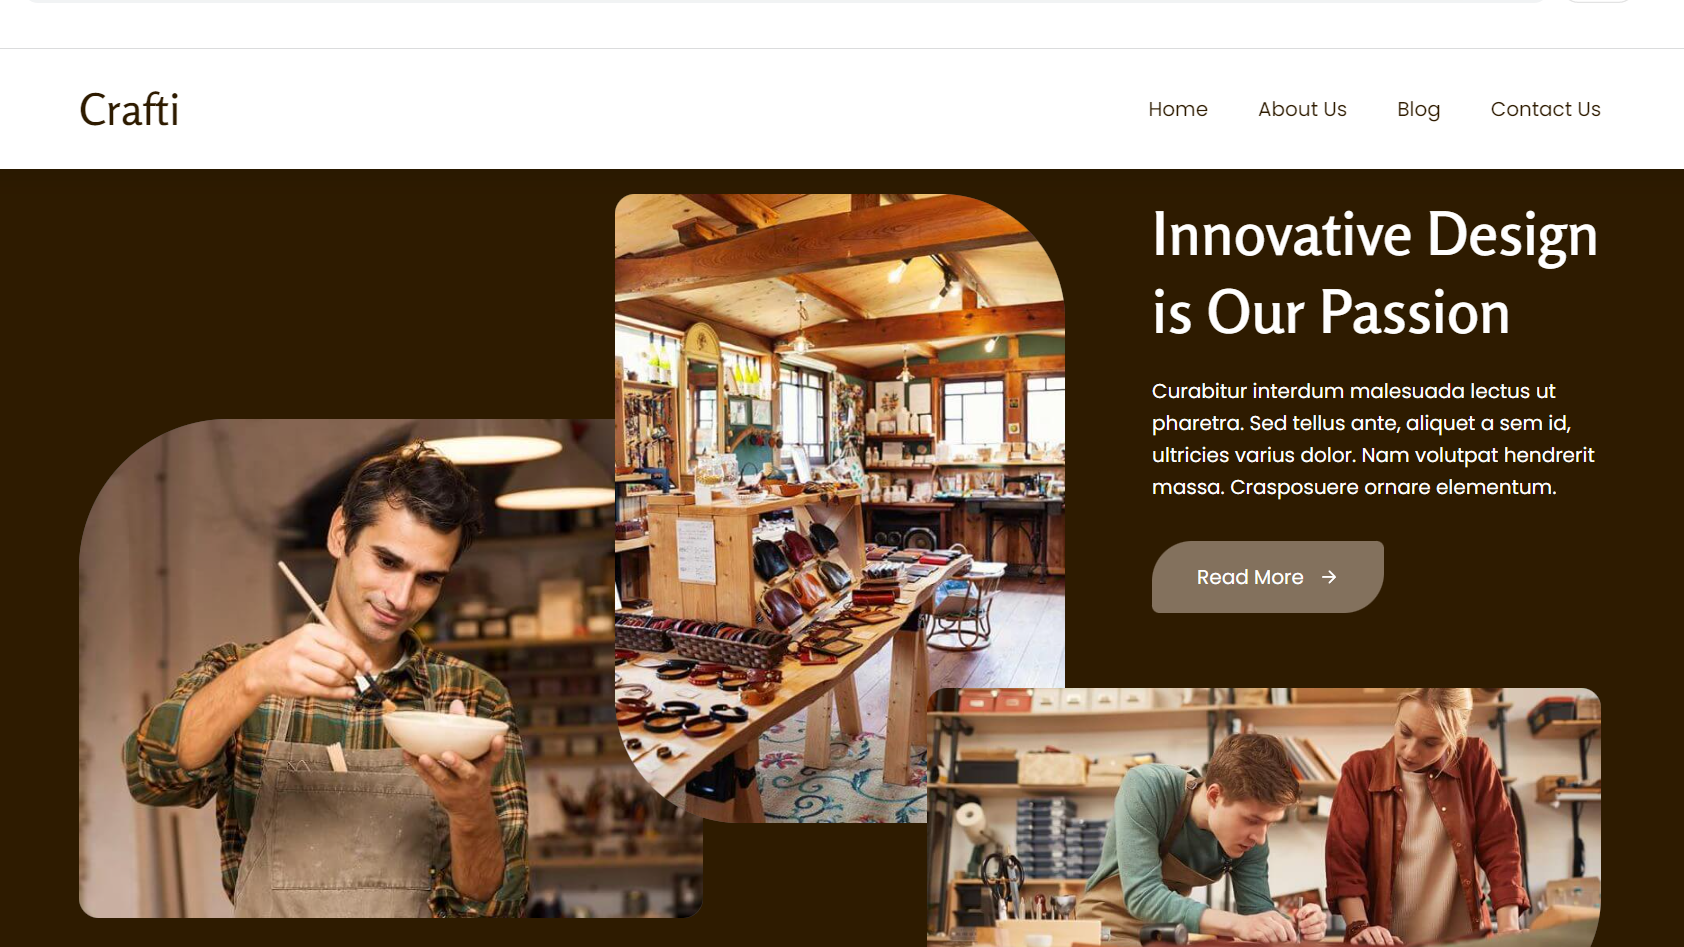 Crafti
Home
About Us
Blog
Contact Us
Innovative Design
is Our Passion
Curabitur interdum malesuada lectus ut
pharetra. Sed tellus ante, aliquet a sem id,
ultricies varius dolor. Nam volutpat hendrerit
massa. Crasposuere ornare elementum.
Read More